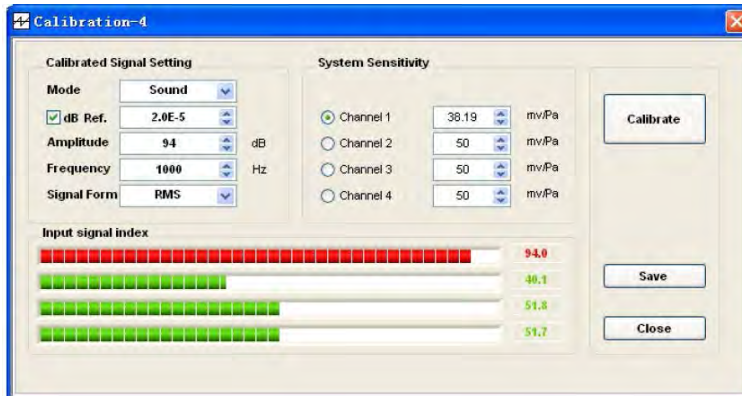 Calibration-4
Calibrated Signal Setting
Mode Sound
dB Ref. 2.0E-5
Amplitude 94 dB
Frequency 1000 Hz
Signal Form RMS
System Sensitivity
Channel 1 38.19 mv/Pa
Channel 2 50 mv/Pa
Channel 3 50 mv/Pa
Channel 4 50 mv/Pa
Calibrate
Input signal index
94.0
40.1
51.8
51.7
Save
Close